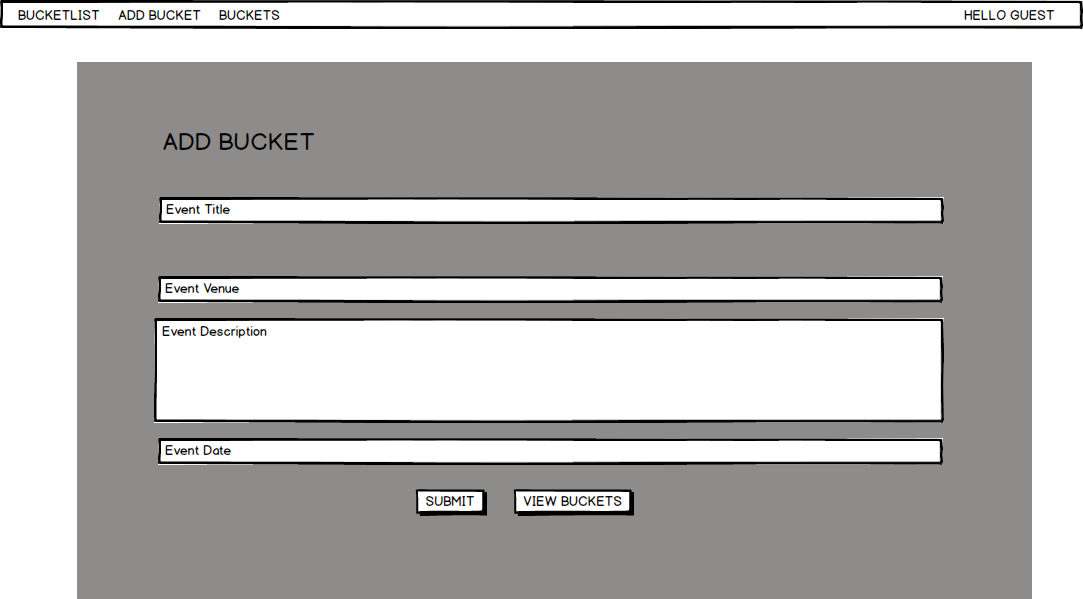 BUCKETLIST ADD BUCKET BUCKETS HELLO GUEST
ADD BUCKET
Event Title
Event Venue
Event Description
Event Date
SUBMIT VIEW BUCKETS